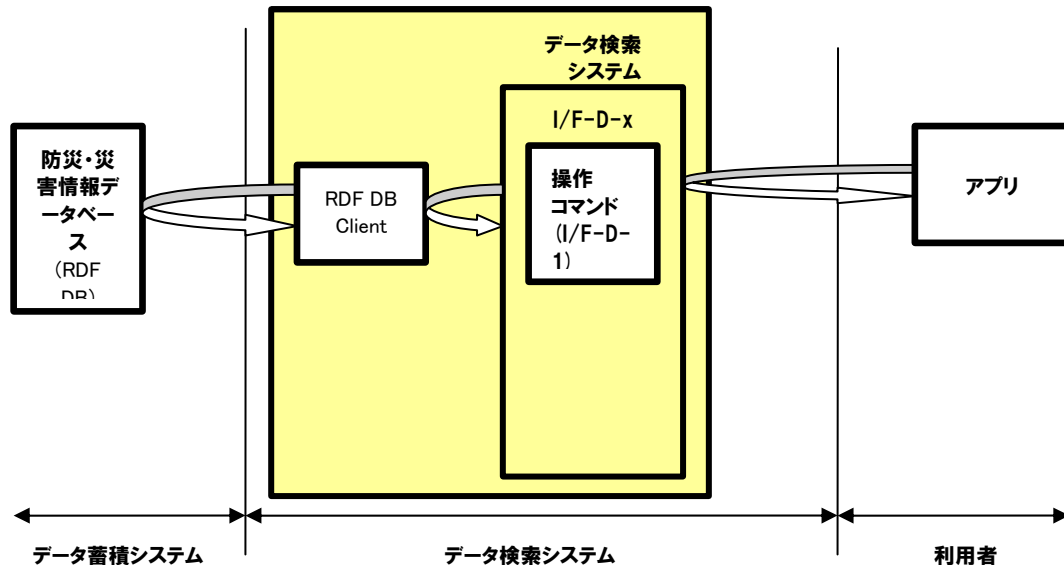 データ検索
システム
I/F-D-x
防災・災
害情報デ
ータベー
ス
(RDF
DB)
RDF DB
Client
操作
コマンド
(I/F-D-
1)
アプリ
データ蓄積システム
データ検索システム
利用者